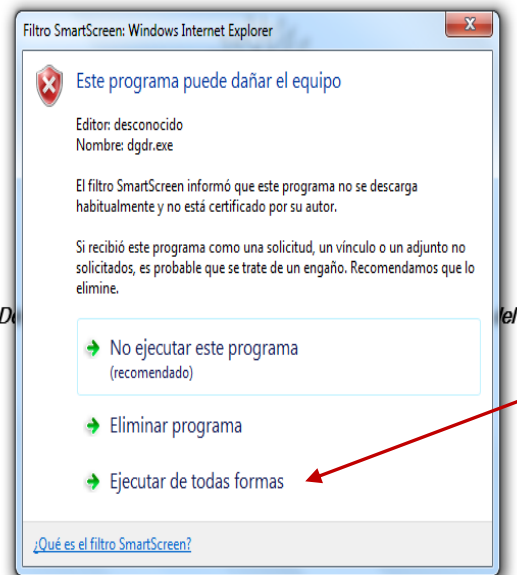 Filtro SmartScreen: Windows Internet Explorer
Este programa puede dañar el equipo
Editor: desconocido
Nombre: dgdr.exe
El filtro SmartScreen informó que este programa no se descarga
habitualmente y no está certificado por su autor.
Si recibió este programa como una solicitud, un vínculo o un adjunto no
solicitados, es probable que se trate de un engaño. Recomendamos que lo
elimine.
No ejecutar este programa
(recomendado)
Eliminar programa
Ejecutar de todas formas
¿Qué es el filtro SmartScreen?